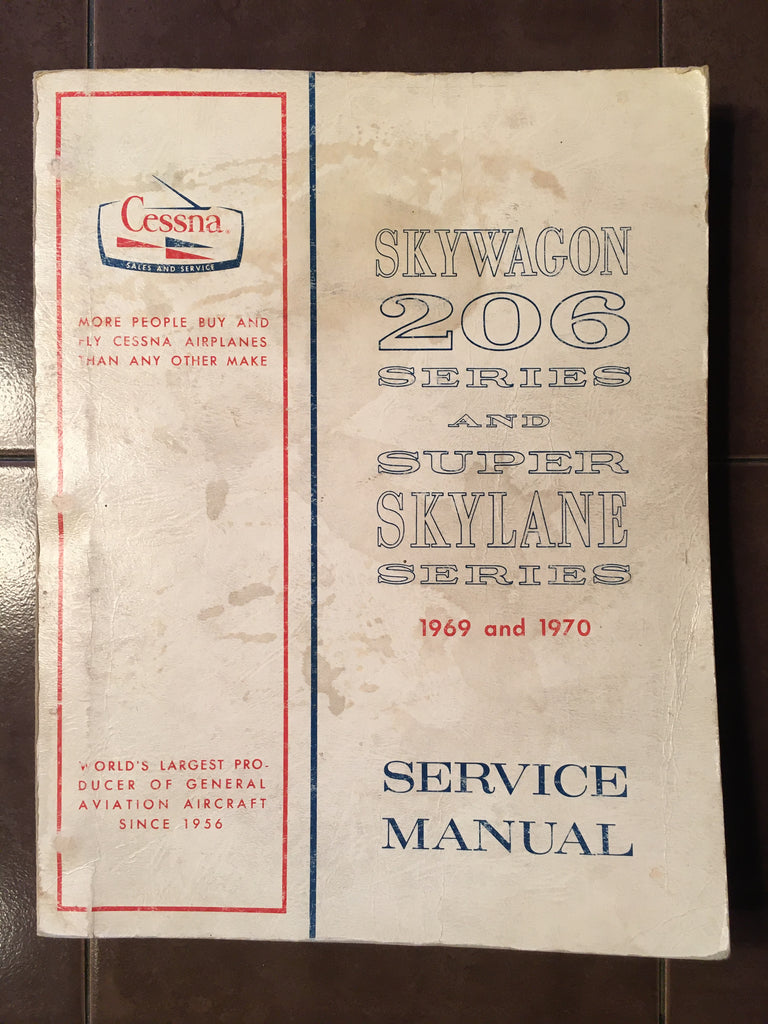 Cessna®
SALES AND SERVICE
MORE PEOPLE BUY AND
FLY CESSNA AIRPLANES
THAN ANY OTHER MAKE
WORLD'S LARGEST PRO-
DUCER OF GENERAL
AVIATION AIRCRAFT
SINCE 1956
SKYWAGON
206
SERIES
AND
SUPER
SKYLANE
SERIES
1969 and 1970
SERVICE
MANUAL